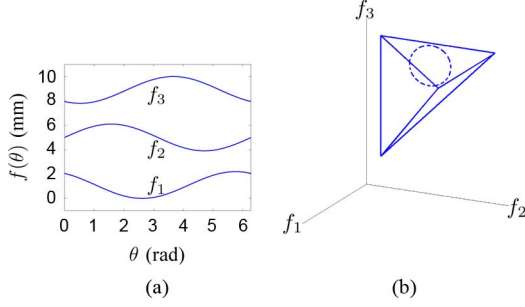 10
8
6
4
2
0
f(θ) (mm)
f₃
f₂
f₁
0 1 2 3 4 5 6
θ (rad)
(a)
f₃
f₁
f₂
(b)